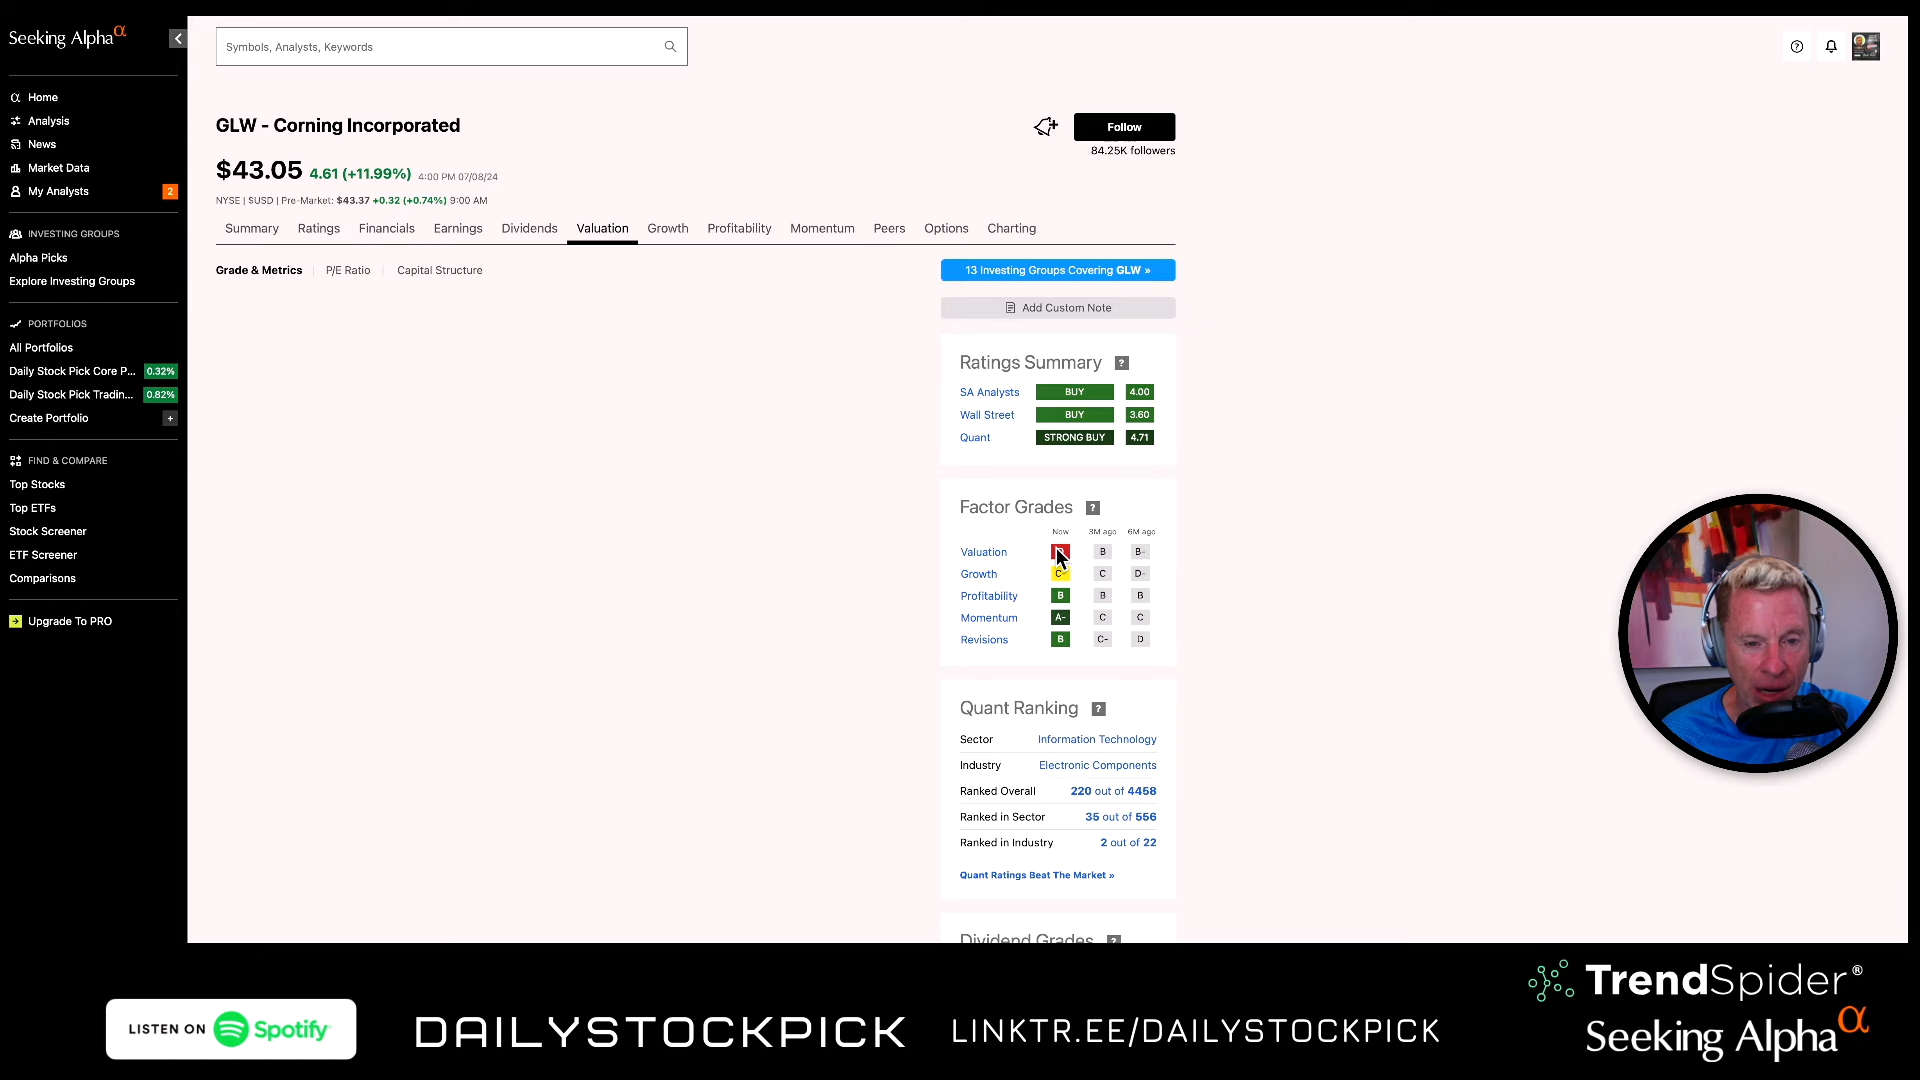 Seeking Alpha α
Symbols, Analysts, Keywords
Home
Analysis
News
Market Data
My Analysts 2
INVESTING GROUPS
Alpha Picks
Explore Investing Groups
PORTFOLIOS
All Portfolios
Daily Stock Pick Core P... 0.32%
Daily Stock Pick Tradin... 0.82%
Create Portfolio +
FIND & COMPARE
Top Stocks
Top ETFs
Stock Screener
ETF Screener
Comparisons
Upgrade To PRO
GLW - Corning Incorporated
Follow
84.25K followers
$43.05 4.61 (+11.99%) 4:00 PM 07/08/24
NYSE | $USD | Pre-Market: $43.37 +0.32 (+0.74%) 9:00 AM
Summary Ratings Financials Earnings Dividends Valuation Growth Profitability Momentum Peers Options Charting
Grade & Metrics P/E Ratio Capital Structure
13 Investing Groups Covering GLW »
Add Custom Note
Ratings Summary ?
SA Analysts BUY 4.00
Wall Street BUY 3.60
Quant STRONG BUY 4.71
Factor Grades ?
Now 3M ago 6M ago
Valuation B B-
Growth C D-
Profitability B B B
Momentum A- C C
Revisions B C- D
Quant Ranking ?
Sector Information Technology
Industry Electronic Components
Ranked Overall 220 out of 4458
Ranked in Sector 35 out of 556
Ranked in Industry 2 out of 22
Quant Ratings Beat The Market »
Dividend Grades ?
LISTEN ON Spotify
DAILYSTOCKPICK
LINKTR.EE/DAILYSTOCKPICK
TrendSpider®
Seeking Alpha α